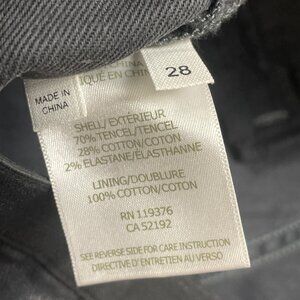 28
MADE IN
CHINA
SHELL/EXTÉRIEUR
70% TENCEL/TENCEL
28% COTTON/COTON
2% ELASTANE/ÉLASTHANNE
LINING/DOUBLURE
100% COTTON/COTON
RN 119376
CA 52192
SEE REVERSE SIDE FOR CARE INSTRUCTION
DIRECTIVE D'ENTRETIEN AU VERSO